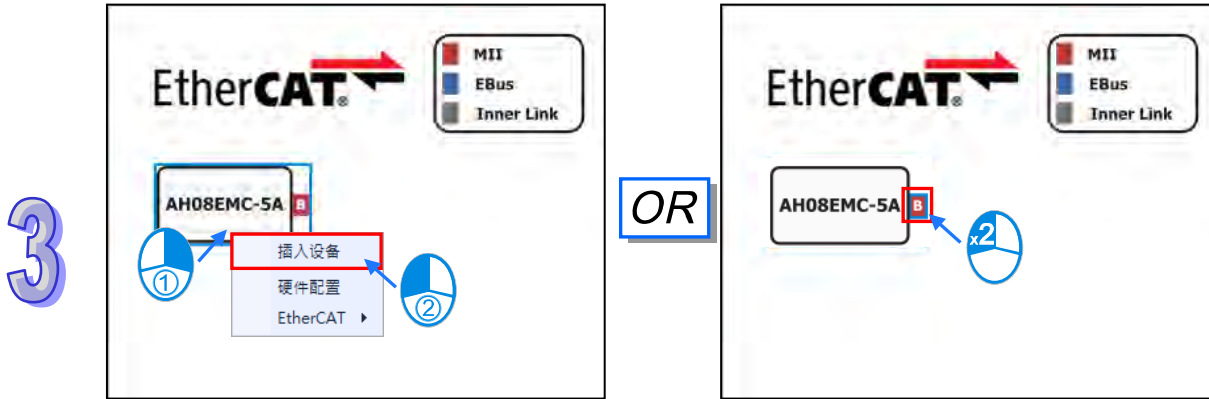 3
EtherCAT®
MII
EBus
Inner Link
AH08EMC-5A B
插入设备
硬件配置
EtherCAT
①
②
OR
EtherCAT®
MII
EBus
Inner Link
AH08EMC-5A B
x2